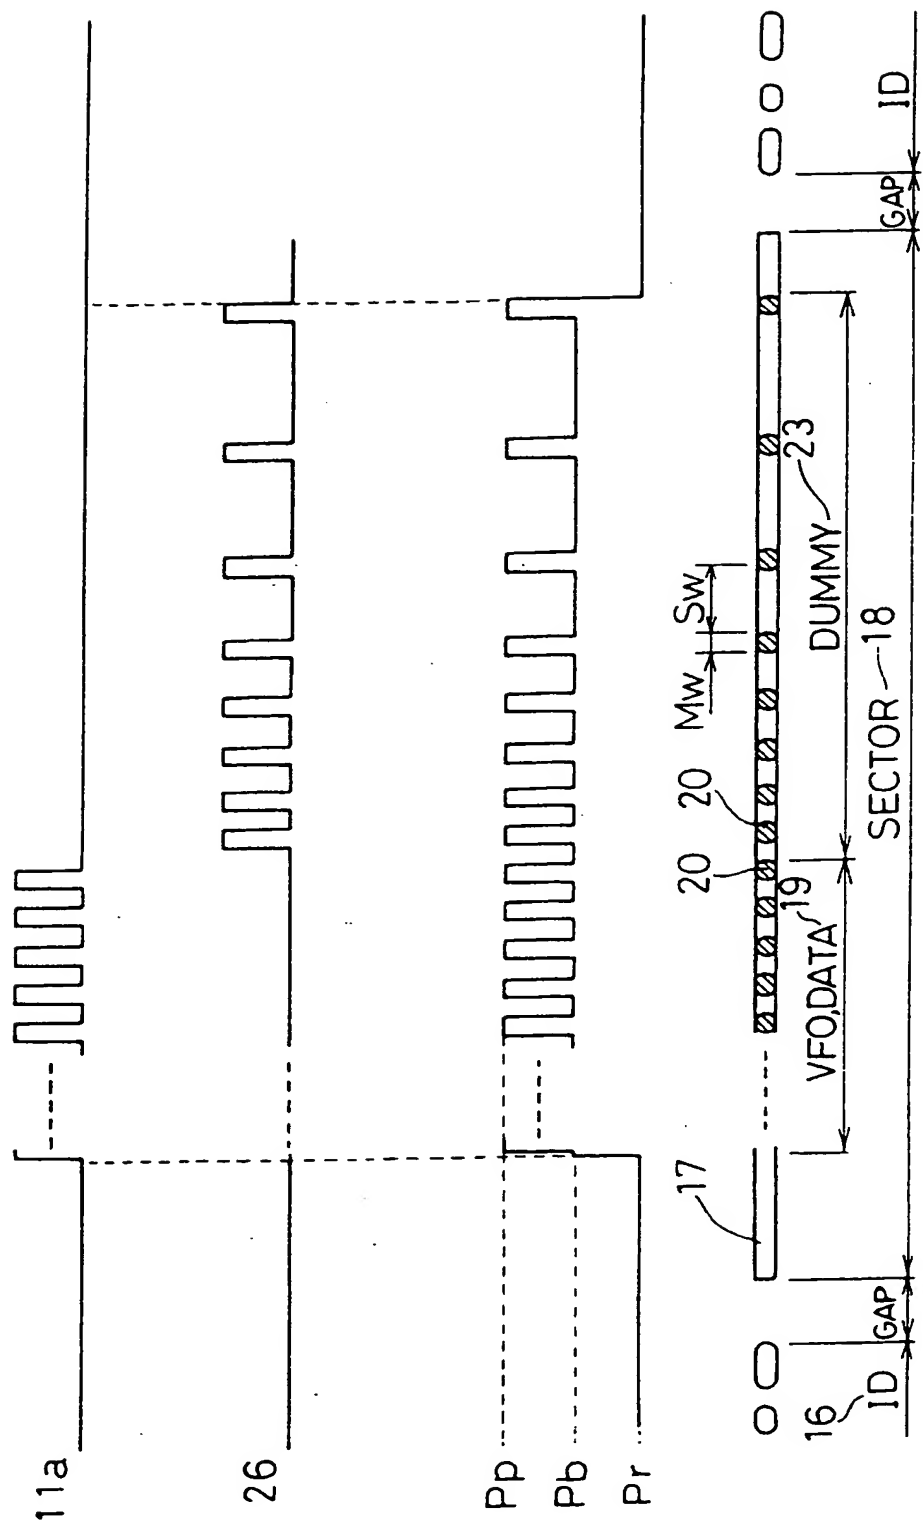 11a
26
Pp
Pb
Pr
17
20
20
Mw
Sw
16
ID
GAP
VFO,DATA
19
DUMMY
23
SECTOR
18
GAP
ID